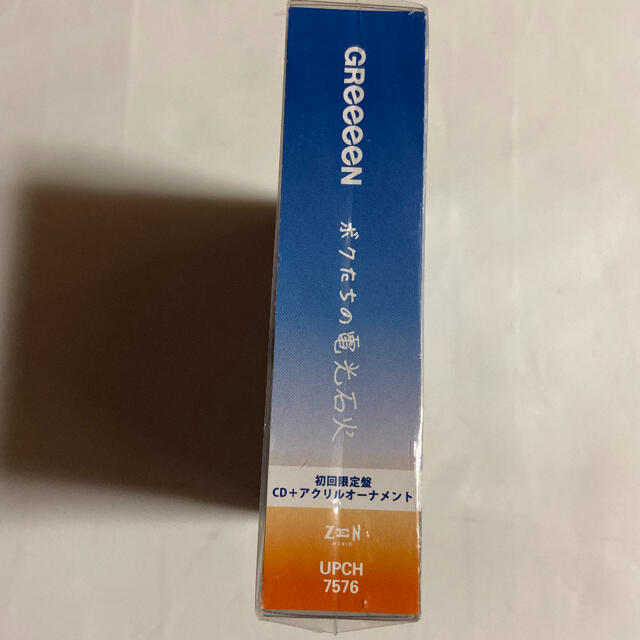 GReeeeN
ボクたちの電光石火
初回限定盤
CD+アクリルオーナメント
ZEN
MUSIC
UPCH
7576